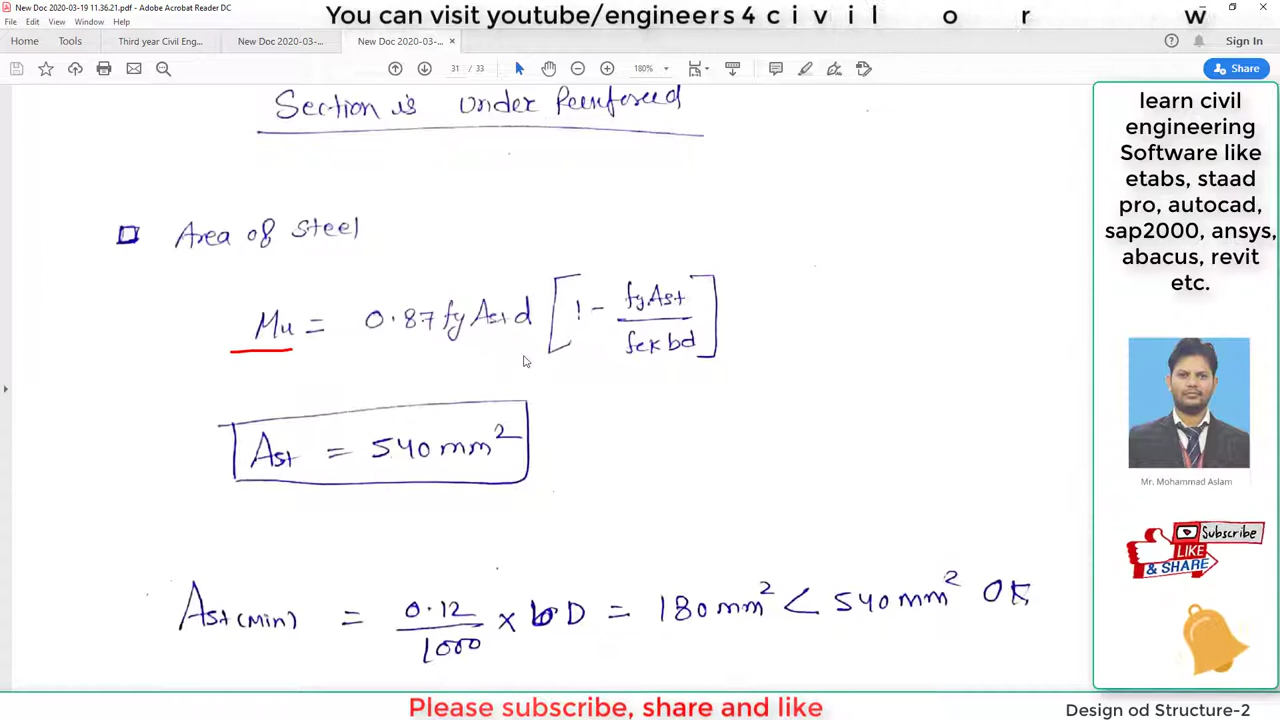 New Doc 2020-03-19 11.36.21.pdf - Adobe Acrobat Reader DC
You can visit youtube/engineers 4 c i v i l o r w
File Edit View Window Help
Home Tools Third year Civil Eng... New Doc 2020-03-... New Doc 2020-03-... × Sign In
31 / 33 180% Share
Section is Under Reinforced
Area of Steel
Mu = 0.87 fy Ast d [ 1 - fy Ast / fck bd ]
Ast = 540 mm²
Ast (Min) = 0.12 / 1000 × b D = 180 mm² < 540 mm² OK
learn civil
engineering
Software like
etabs, staad
pro, autocad,
sap2000, ansys,
abacus, revit
etc.
Mr. Mohammad Aslam
Subscribe
LIKE
& SHARE
Please subscribe, share and like
Design od Structure-2